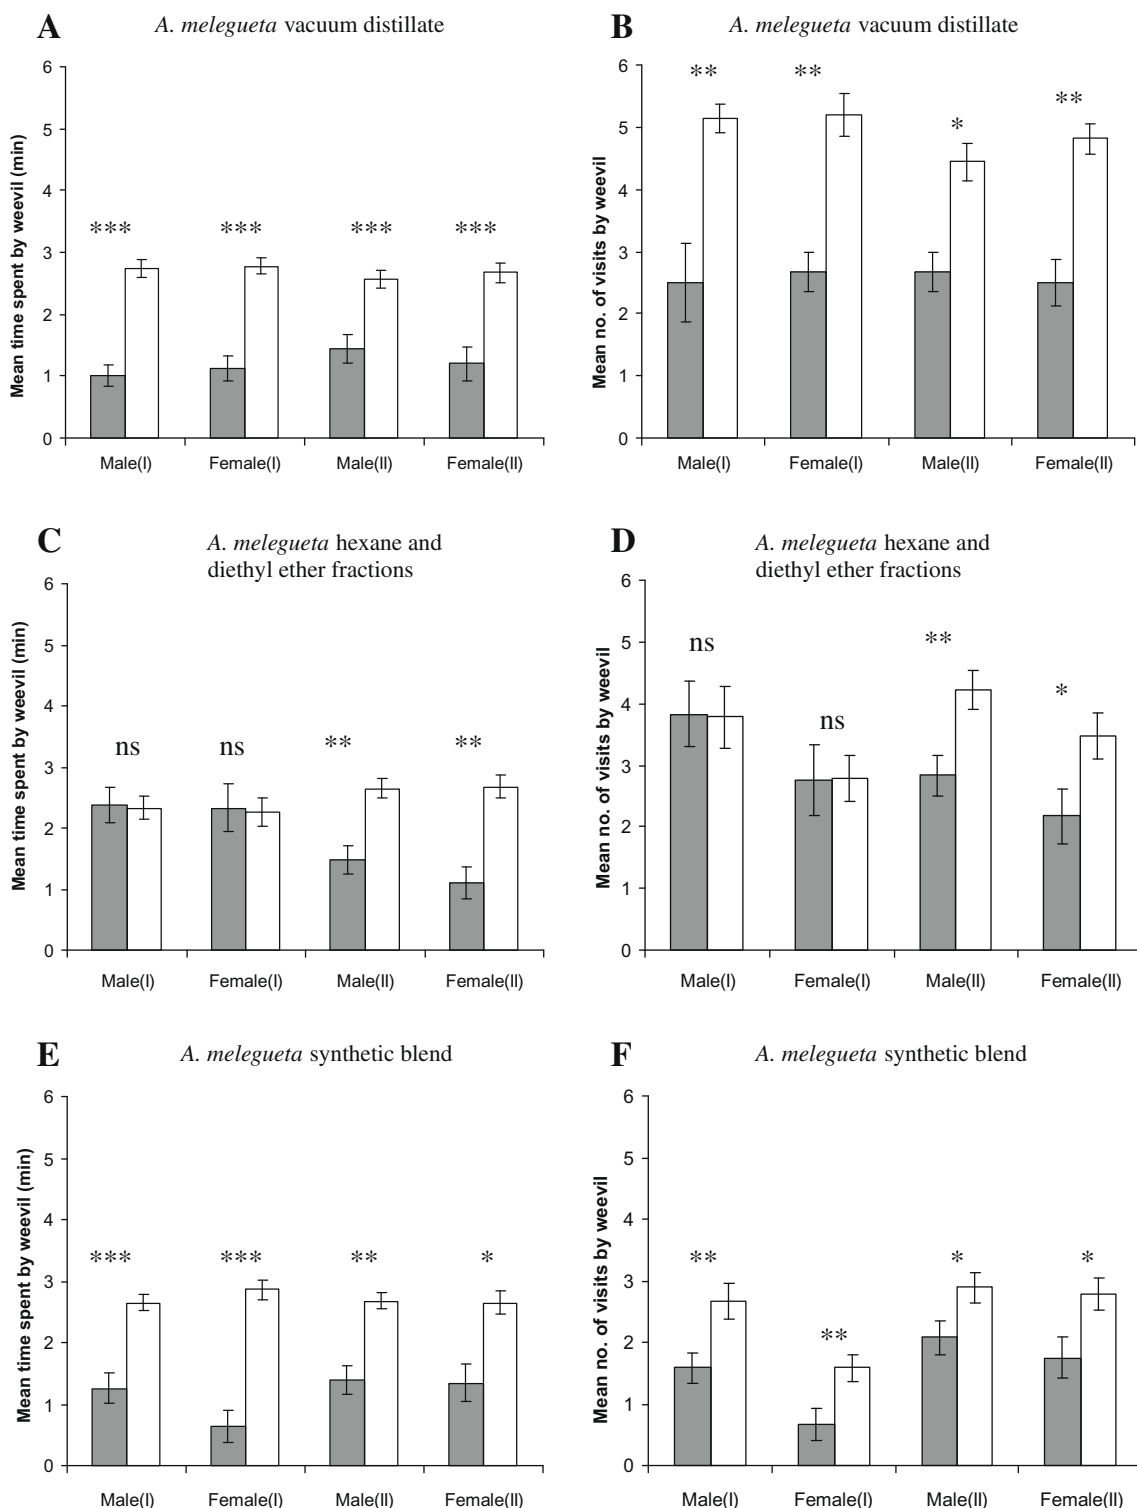 A
A. melegueta vacuum distillate
Mean time spent by weevil (min)
6
5
4
3
2
1
0
***
***
***
***
Male(I)
Female(I)
Male(II)
Female(II)
B
A. melegueta vacuum distillate
Mean no. of visits by weevil
6
5
4
3
2
1
0
**
**
*
**
Male(I)
Female(I)
Male(II)
Female(II)
C
A. melegueta hexane and
diethyl ether fractions
Mean time spent by weevil (min)
6
5
4
3
2
1
0
ns
ns
**
**
Male(I)
Female(I)
Male(II)
Female(II)
D
A. melegueta hexane and
diethyl ether fractions
Mean no. of visits by weevil
6
5
4
3
2
1
0
ns
ns
**
*
Male(I)
Female(I)
Male(II)
Female(II)
E
A. melegueta synthetic blend
Mean time spent by weevil (min)
6
5
4
3
2
1
0
***
***
**
*
Male(I)
Female(I)
Male(II)
Female(II)
F
A. melegueta synthetic blend
Mean no. of visits by weevil
6
5
4
3
2
1
0
**
**
*
*
Male(I)
Female(I)
Male(II)
Female(II)